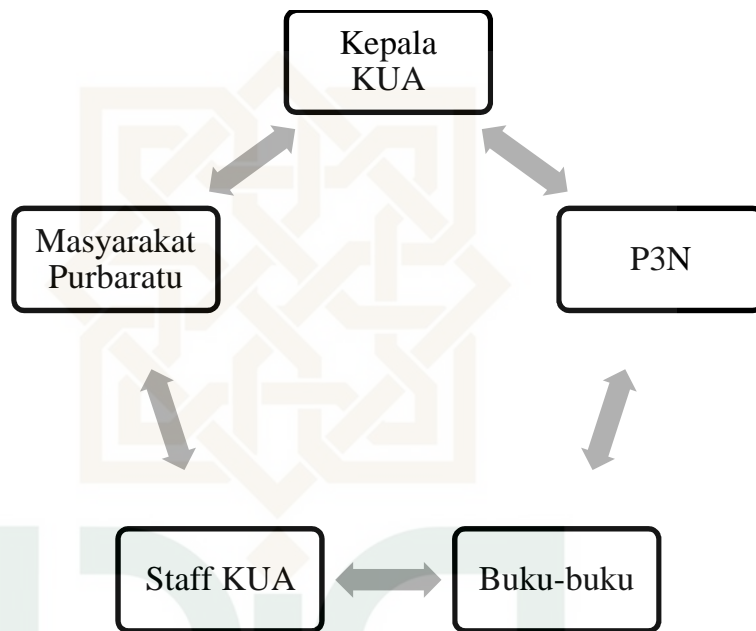 Kepala
KUA
Masyarakat
Purbaratu
P3N
Staff KUA
Buku-buku